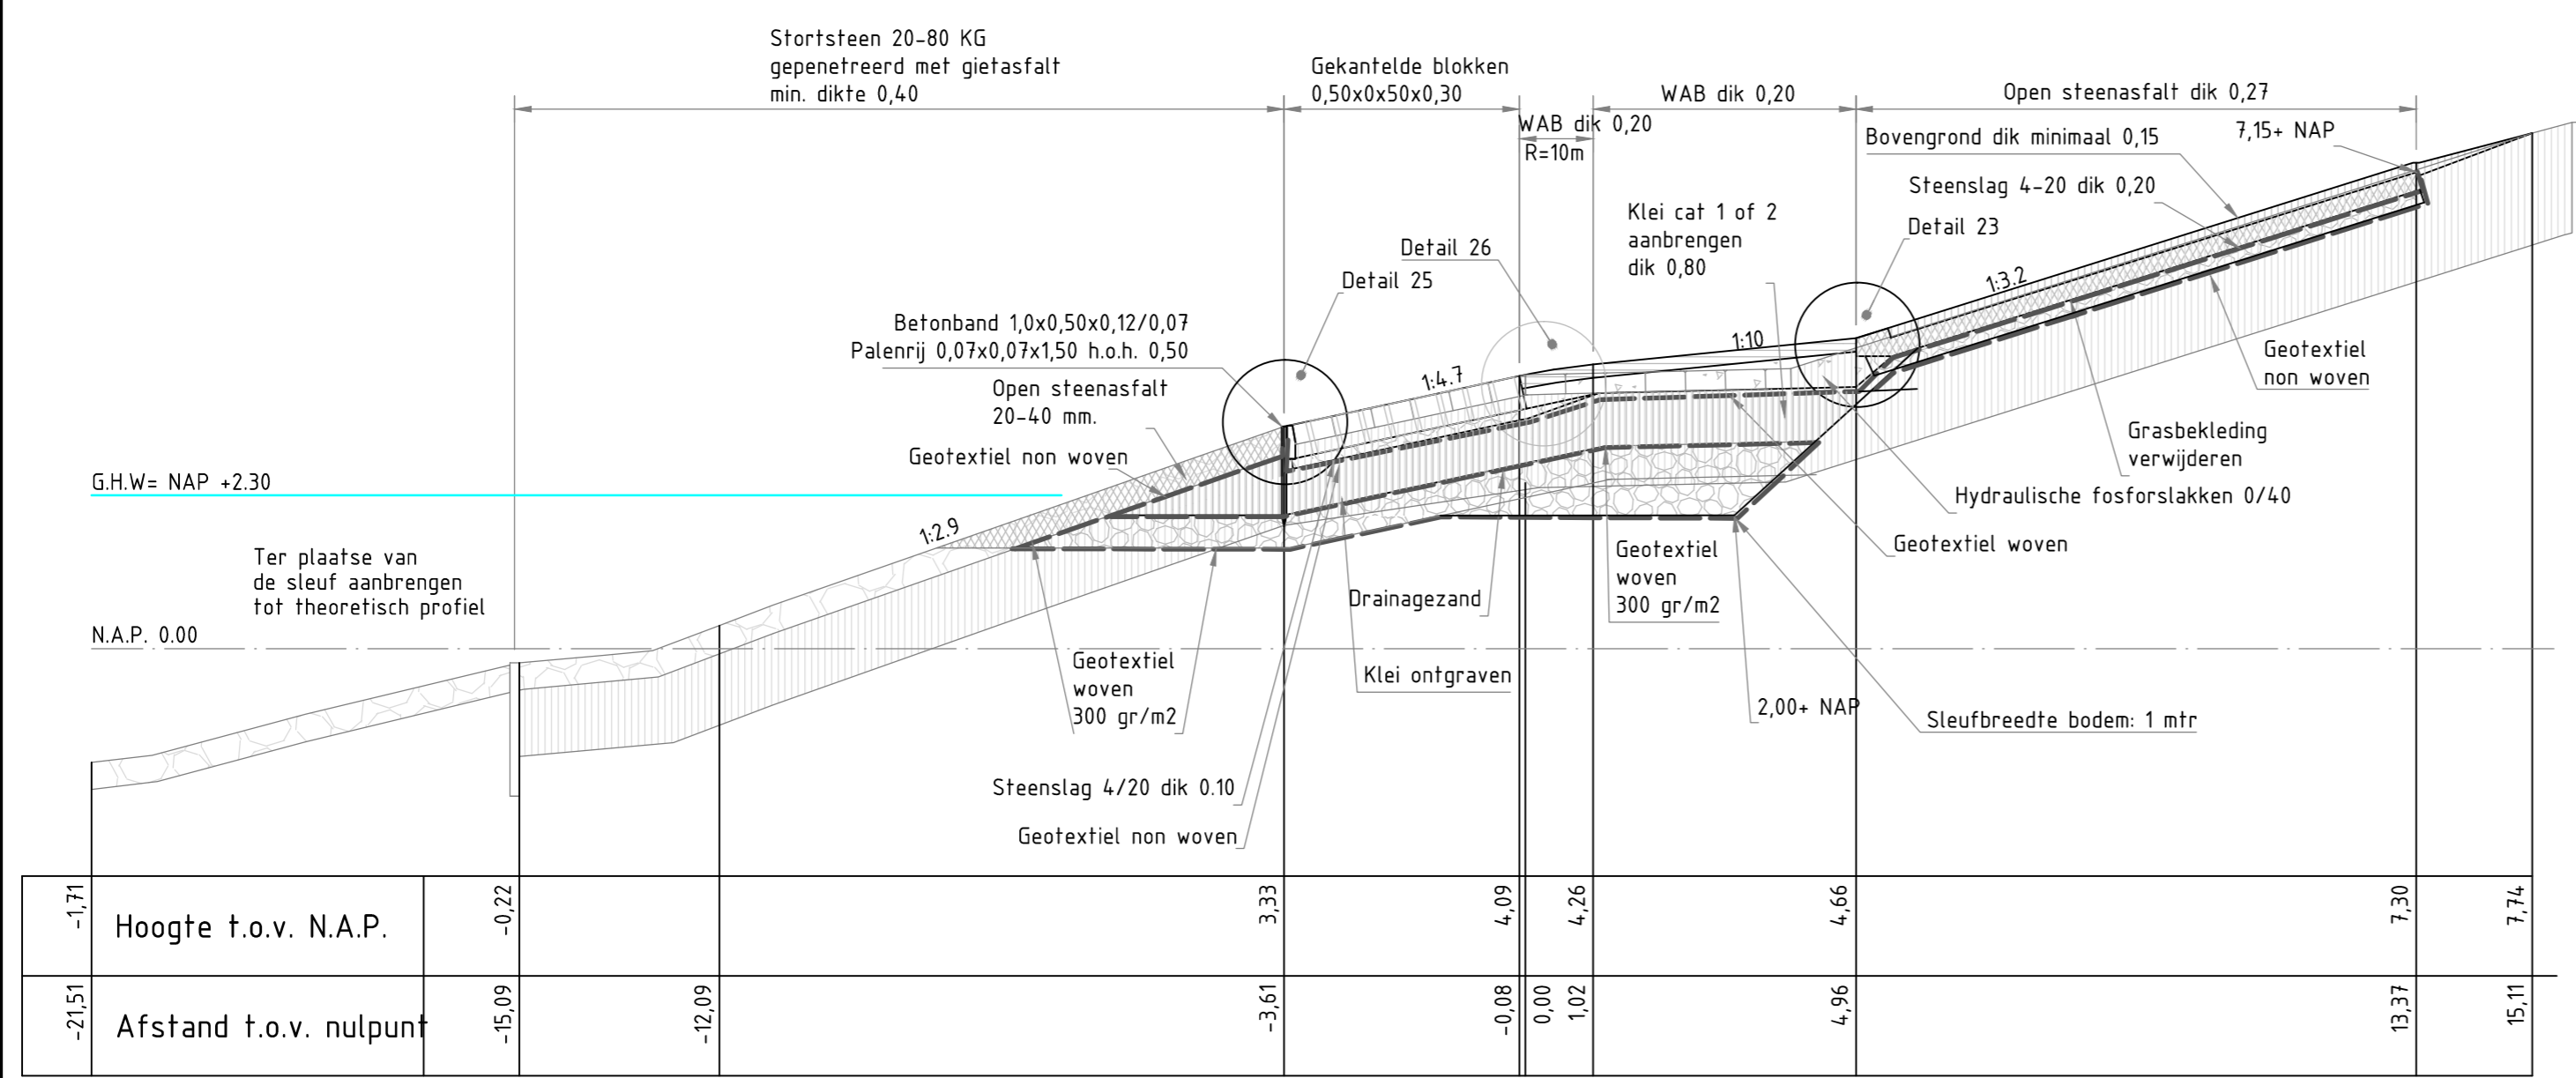 Stortsteen 20-80 KG
gepenetreerd met gietasfalt
min. dikte 0,40
Gekantelde blokken
0,50x0x50x0,30
WAB dik 0,20
R=10m
WAB dik 0,20
Open steenasfalt dik 0,27
Bovengrond dik minimaal 0,15
7,15+ NAP
Steenslag 4-20 dik 0,20
Detail 23
Klei cat 1 of 2
aanbrengen
dik 0,80
Detail 26
Detail 25
Betonband 1,0x0,50x0,12/0,07
Palenrij 0,07x0,07x1,50 h.o.h. 0,50
Open steenasfalt
20-40 mm.
Geotextiel non woven
1:2.9
1:4.7
1:10
1:3.2
Geotextiel
non woven
Grasbekleding
verwijderen
Hydraulische fosforslakken 0/40
Geotextiel woven
G.H.W= NAP +2.30
Ter plaatse van
de sleuf aanbrengen
tot theoretisch profiel
N.A.P. 0.00
Geotextiel
woven
300 gr/m2
Drainagezand
Klei ontgraven
Geotextiel
woven
300 gr/m2
2,00+ NAP
Sleufbreedte bodem: 1 mtr
Steenslag 4/20 dik 0.10
Geotextiel non woven
Hoogte t.o.v. N.A.P.
-1,71
-0,22
3,33
4,09
4,26
4,66
7,30
7,74
Afstand t.o.v. nulpunt
-21,51
-15,09
-12,09
-3,61
-0,08
0,00
1,02
4,96
13,37
15,11